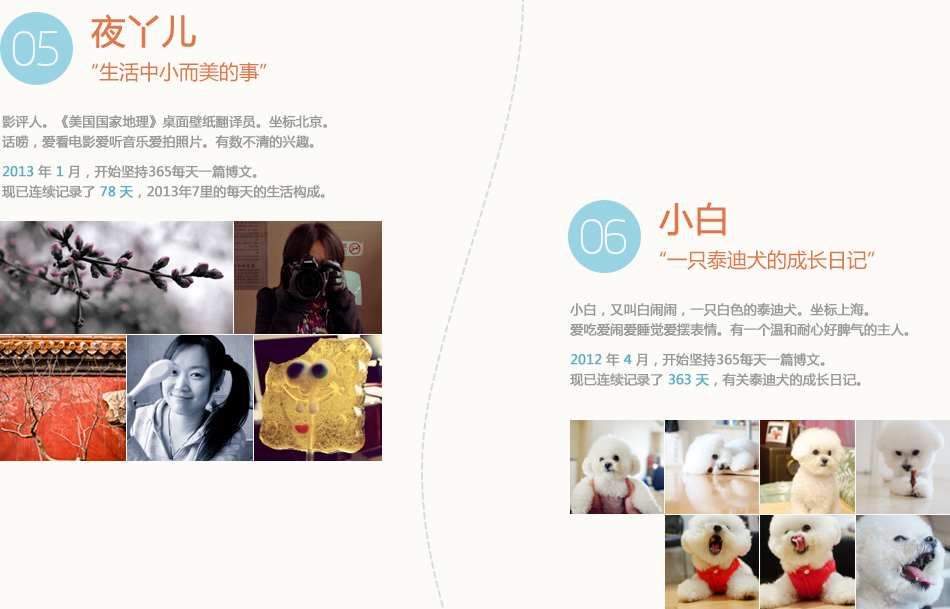 05
夜丫儿
“生活中小而美的事”
影评人。《美国国家地理》桌面壁纸翻译员。坐标北京。
话唠，爱看电影爱听音乐爱拍照片。有数不清的兴趣。
2013 年 1 月，开始坚持365每天一篇博文。
现已连续记录了 78 天，2013年7里的每天的生活构成。
06
小白
“一只泰迪犬的成长日记”
小白，又叫白闹闹，一只白色的泰迪犬。坐标上海。
爱吃爱闹爱睡觉爱摆表情。有一个温和耐心好脾气的主人。
2012 年 4 月，开始坚持365每天一篇博文。
现已连续记录了 363 天，有关泰迪犬的成长日记。